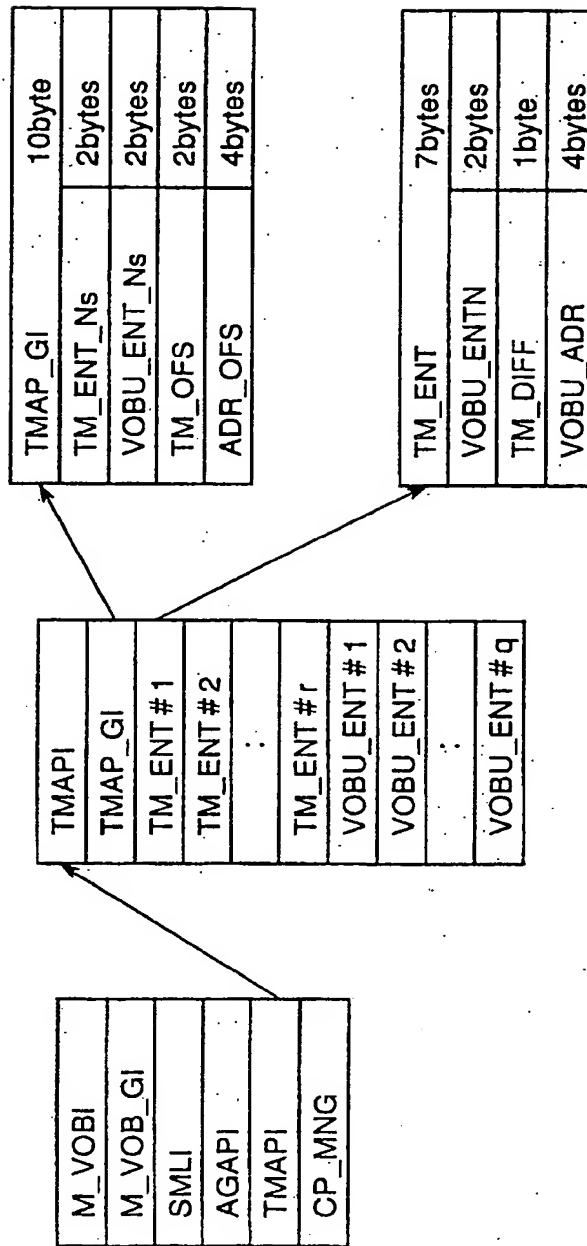 M_VOBI
M_VOB_GI
SMLI
AGAPI
TMAPI
CP_MNG
TMAPI
TMAP_GI
TM_ENT#1
TM_ENT#2
:
TM_ENT#r
VOBU_ENT#1
VOBU_ENT#2
:
VOBU_ENT#q
TMAP_GI 10byte
TM_ENT_Ns 2bytes
VOBU_ENT_Ns 2bytes
TM_OFS 2bytes
ADR_OFS 4bytes
TM_ENT 7bytes
VOBU_ENTN 2bytes
TM_DIFF 1byte
VOBU_ADR 4bytes